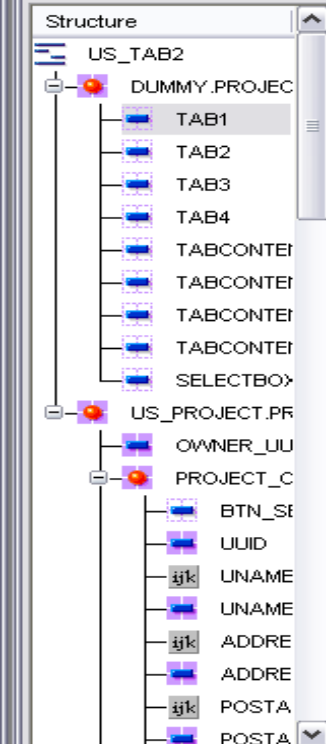 Structure
US_TAB2
DUMMY.PROJEC
TAB1
TAB2
TAB3
TAB4
TABCONTEN
TABCONTEN
TABCONTEN
TABCONTEN
SELECTBOX
US_PROJECT.PR
OWNER_UU
PROJECT_C
BTN_SE
UUID
ijk UNAME
UNAME
ijk ADDRE
ADDRE
ijk POSTA
POSTA